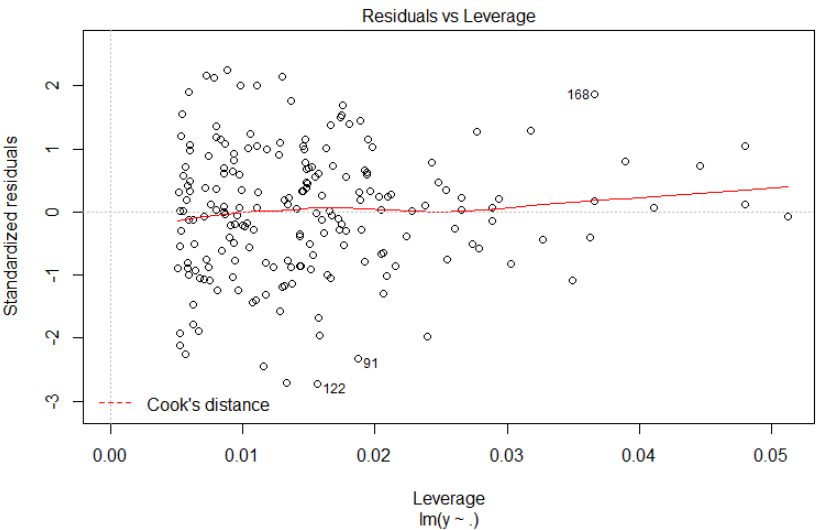 Residuals vs Leverage
Standardized residuals
2
1
0
-1
-2
-3
168
91
122
Cook's distance
0.00 0.01 0.02 0.03 0.04 0.05
Leverage
lm(y ~ .)